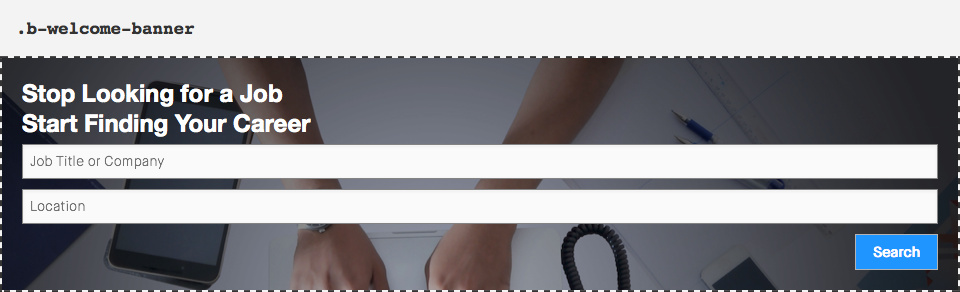 .b-welcome-banner
Stop Looking for a Job
Start Finding Your Career
Job Title or Company
Location
Search